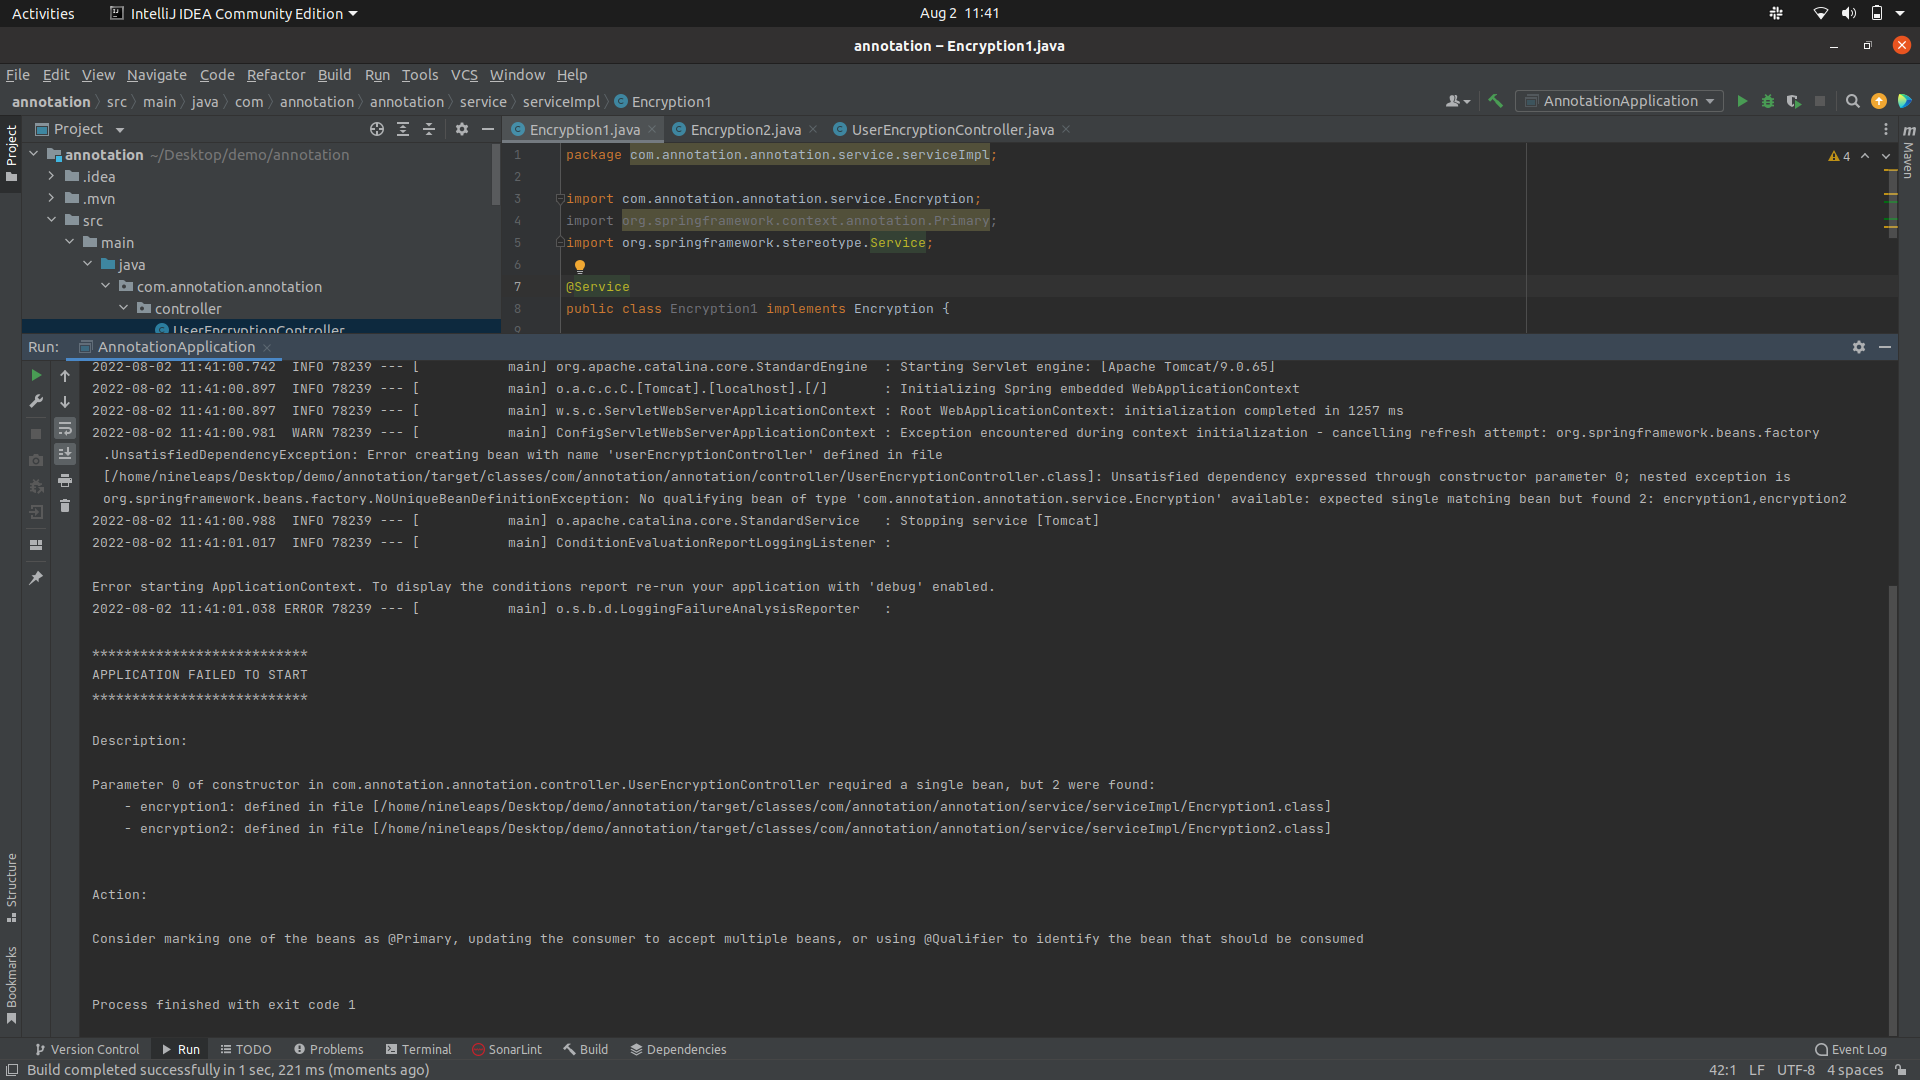 Activities IntelliJ IDEA Community Edition Aug 2 11:41
annotation – Encryption1.java
File Edit View Navigate Code Refactor Build Run Tools VCS Window Help
annotation src main java com annotation annotation service serviceImpl Encryption1 AnnotationApplication
Project Encryption1.java Encryption2.java UserEncryptionController.java
Project
Maven
annotation ~/Desktop/demo/annotation
.idea
.mvn
src
main
java
com.annotation.annotation
controller
UserEncryptionController
4
1 package com.annotation.annotation.service.serviceImpl;
2
3 import com.annotation.annotation.service.Encryption;
4 import org.springframework.context.annotation.Primary;
5 import org.springframework.stereotype.Service;
6
7 @Service
8 public class Encryption1 implements Encryption {
9
Run: AnnotationApplication
2022-08-02 11:41:00.742  INFO 78239 --- [           main] org.apache.catalina.core.StandardEngine  : Starting Servlet engine: [Apache Tomcat/9.0.65]
2022-08-02 11:41:00.897  INFO 78239 --- [           main] o.a.c.c.C.[Tomcat].[localhost].[/]       : Initializing Spring embedded WebApplicationContext
2022-08-02 11:41:00.897  INFO 78239 --- [           main] w.s.c.ServletWebServerApplicationContext : Root WebApplicationContext: initialization completed in 1257 ms
2022-08-02 11:41:00.981  WARN 78239 --- [           main] ConfigServletWebServerApplicationContext : Exception encountered during context initialization - cancelling refresh attempt: org.springframework.beans.factory
.UnsatisfiedDependencyException: Error creating bean with name 'userEncryptionController' defined in file
[/home/nineleaps/Desktop/demo/annotation/target/classes/com/annotation/annotation/controller/UserEncryptionController.class]: Unsatisfied dependency expressed through constructor parameter 0; nested exception is
org.springframework.beans.factory.NoUniqueBeanDefinitionException: No qualifying bean of type 'com.annotation.annotation.service.Encryption' available: expected single matching bean but found 2: encryption1,encryption2
2022-08-02 11:41:00.988  INFO 78239 --- [           main] o.apache.catalina.core.StandardService   : Stopping service [Tomcat]
2022-08-02 11:41:01.017  INFO 78239 --- [           main] ConditionEvaluationReportLoggingListener :
Error starting ApplicationContext. To display the conditions report re-run your application with 'debug' enabled.
2022-08-02 11:41:01.038 ERROR 78239 --- [           main] o.s.b.d.LoggingFailureAnalysisReporter   :
***************************
APPLICATION FAILED TO START
***************************
Description:
Parameter 0 of constructor in com.annotation.annotation.controller.UserEncryptionController required a single bean, but 2 were found:
- encryption1: defined in file [/home/nineleaps/Desktop/demo/annotation/target/classes/com/annotation/annotation/service/serviceImpl/Encryption1.class]
- encryption2: defined in file [/home/nineleaps/Desktop/demo/annotation/target/classes/com/annotation/annotation/service/serviceImpl/Encryption2.class]
Action:
Consider marking one of the beans as @Primary, updating the consumer to accept multiple beans, or using @Qualifier to identify the bean that should be consumed
Process finished with exit code 1
Structure
Bookmarks
Version Control Run TODO Problems Terminal SonarLint Build Dependencies Event Log
Build completed successfully in 1 sec, 221 ms (moments ago) 42:1 LF UTF-8 4 spaces